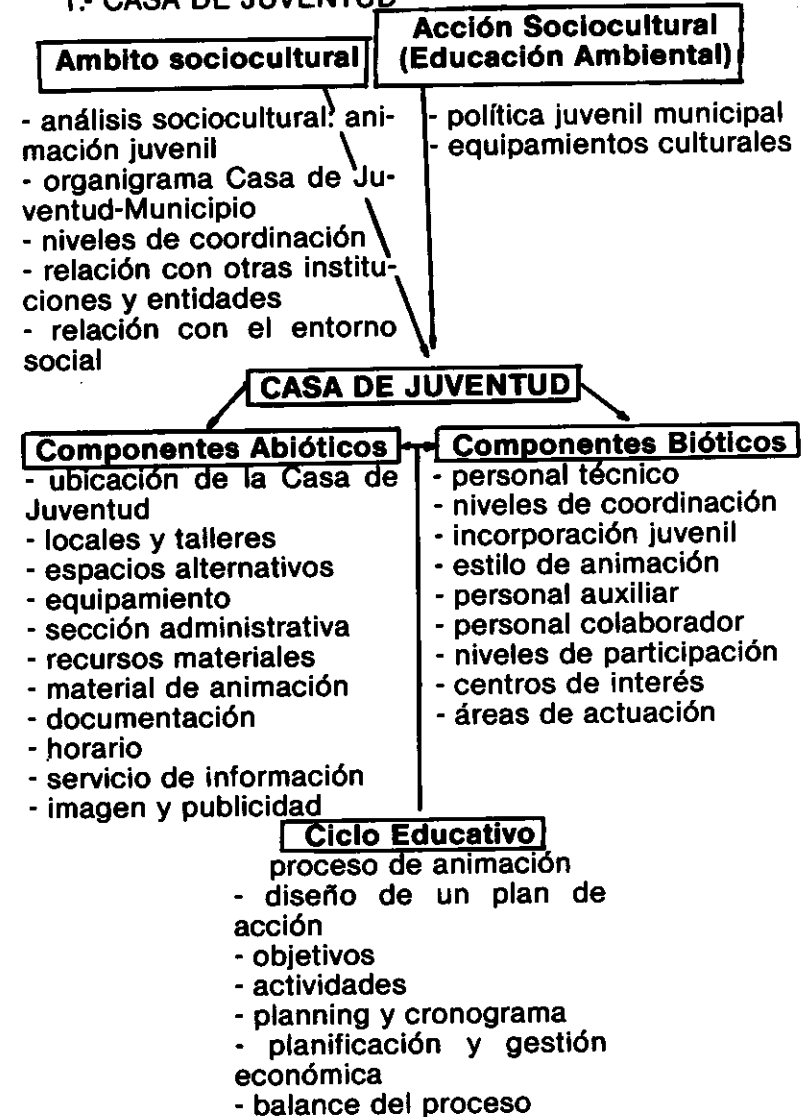 1.- CASA DE JUVENTUD
Ambito sociocultural
- análisis sociocultural: ani-
mación juvenil
- organigrama Casa de Ju-
ventud-Municipio
- niveles de coordinación
- relación con otras institu-
ciones y entidades
- relación con el entorno
social
Acción Sociocultural
(Educación Ambiental)
- política juvenil municipal
- equipamientos culturales
CASA DE JUVENTUD
Componentes Abióticos
- ubicación de la Casa de
Juventud
- locales y talleres
- espacios alternativos
- equipamiento
- sección administrativa
- recursos materiales
- material de animación
- documentación
- horario
- servicio de información
- imagen y publicidad
Componentes Bióticos
- personal técnico
- niveles de coordinación
- incorporación juvenil
- estilo de animación
- personal auxiliar
- personal colaborador
- niveles de participación
- centros de interés
- áreas de actuación
Ciclo Educativo
proceso de animación
- diseño de un plan de
acción
- objetivos
- actividades
- planning y cronograma
- planificación y gestión
económica
- balance del proceso